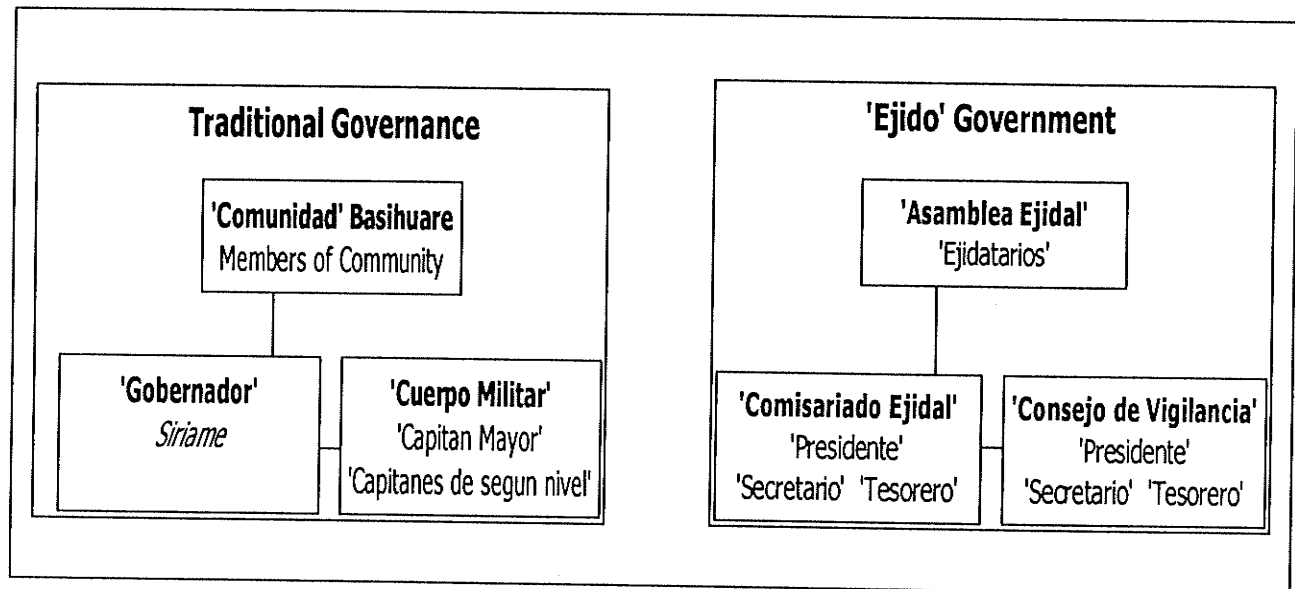 Traditional Governance
'Comunidad' Basihuare
Members of Community
'Gobernador'
Siriame
'Cuerpo Militar'
'Capitan Mayor'
'Capitanes de segun nivel'
'Ejido' Government
'Asamblea Ejidal'
'Ejidatarios'
'Comisariado Ejidal'
'Presidente'
'Secretario' 'Tesorero'
'Consejo de Vigilancia'
'Presidente'
'Secretario' 'Tesorero'